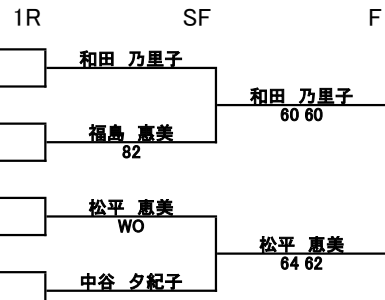 1R SF F
和田 乃里子
和田 乃里子
60 60
福島 恵美
82
松平 恵美
WO
松平 恵美
64 62
中谷 夕紀子